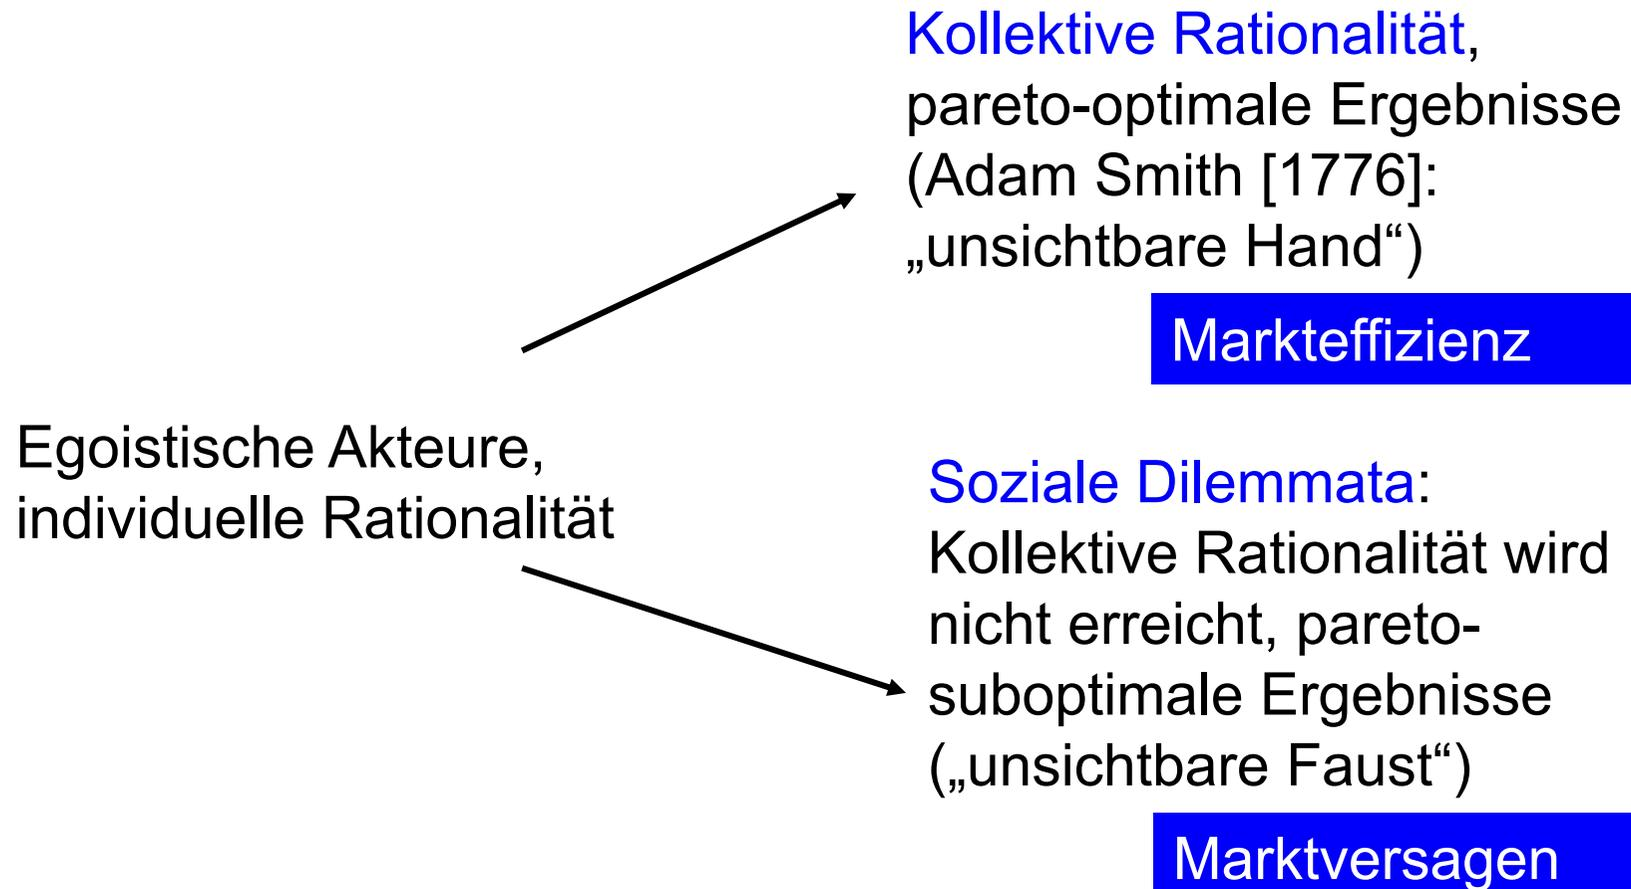 Kollektive Rationalität,
pareto-optimale Ergebnisse
(Adam Smith [1776]:
„unsichtbare Hand“)
Markteffizienz
Egoistische Akteure,
individuelle Rationalität
Soziale Dilemmata:
Kollektive Rationalität wird
nicht erreicht, pareto-
suboptimale Ergebnisse
(„unsichtbare Faust“)
Marktversagen